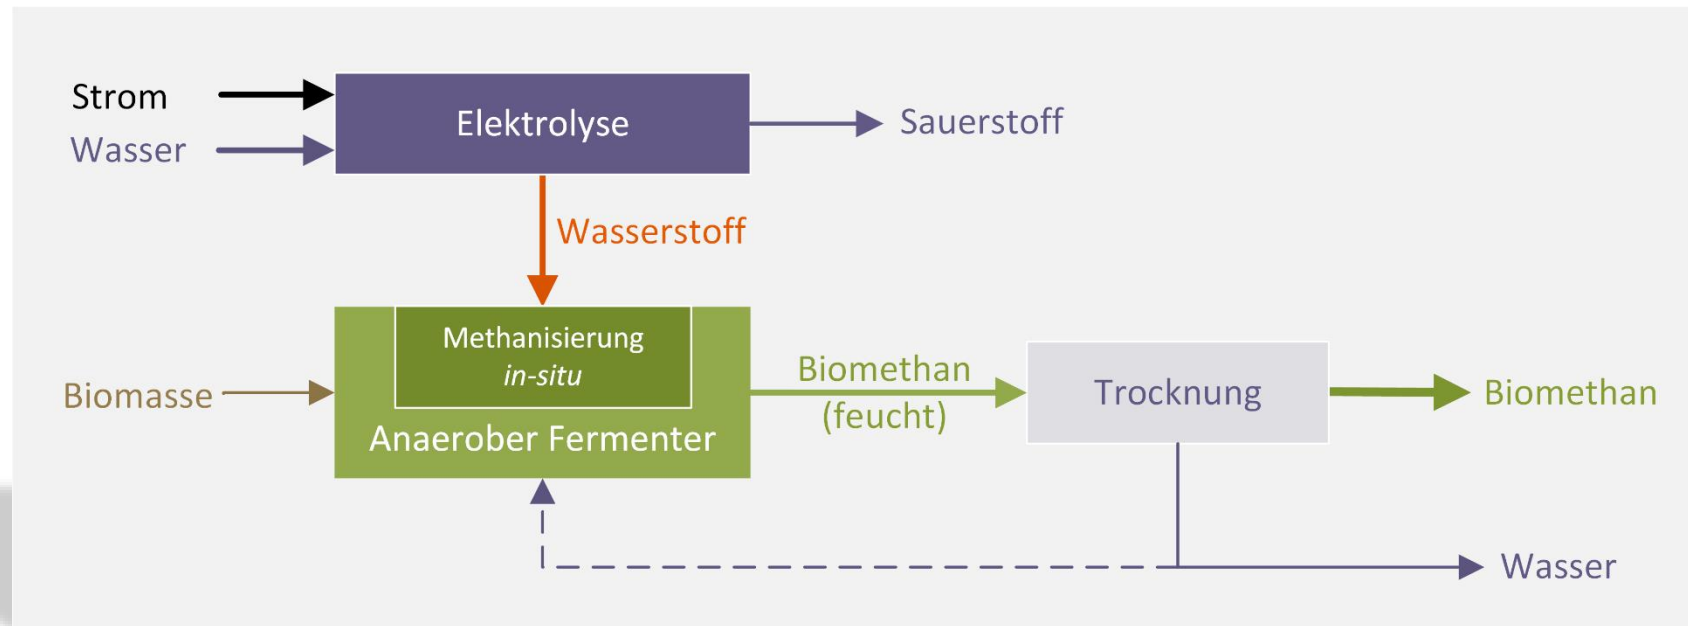 Strom
Wasser
Elektrolyse
Sauerstoff
Wasserstoff
Methanisierung
in-situ
Anaerober Fermenter
Biomasse
Biomethan
(feucht)
Trocknung
Biomethan
Wasser